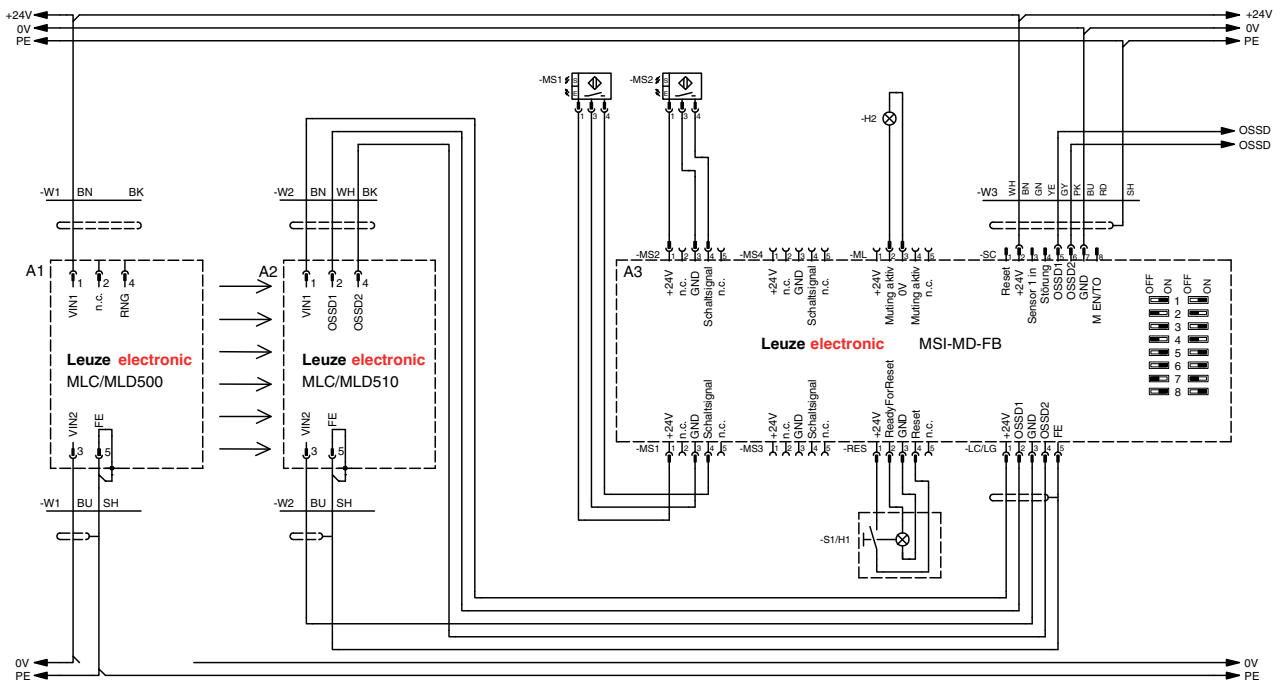 +24V +24V
0V 0V
PE PE
-MS1 S E
-MS2 S E
1 3 4
1 3 4
-H2
OSSD
OSSD
-W1 BN BK
-W2 BN WH BK
-W3 WH BN GN YE GY PK BU RD SH
A1
1 2 4
VIN1
n.c.
RNG
Leuze electronic
MLC/MLD500
VIN2
FE
3 5
-W1 BU SH
A2
1 2 4
VIN1
OSSD1
OSSD2
Leuze electronic
MLC/MLD510
VIN2
FE
3 5
-W2 BU SH
A3
-MS2 1 2 3 4 5
+24V
n.c.
GND
Schaltsignal
n.c.
-MS4 1 2 3 4 5
+24V
n.c.
GND
Schaltsignal
n.c.
-ML 1 2 3 4 5
+24V
Muting aktiv
0V
Muting aktiv
n.c.
-SC 1 2 3 4 5 6 7 8
Reset
+24V
Sensor 1 in
Störung
OSSD1
OSSD2
GND
M EN/TO
OFF ON OFF ON
1
2
3
4
5
6
7
8
Leuze electronic MSI-MD-FB
+24V
n.c.
GND
Schaltsignal
n.c.
-MS1 1 2 3 4 5
+24V
n.c.
GND
Schaltsignal
n.c.
-MS3 1 2 3 4 5
+24V
ReadyForReset
GND
Reset
n.c.
-RES 1 2 3 4 5
+24V
OSSD1
GND
OSSD2
FE
-LC/LG 1 2 3 4 5
-S1/H1
0V 0V
PE PE